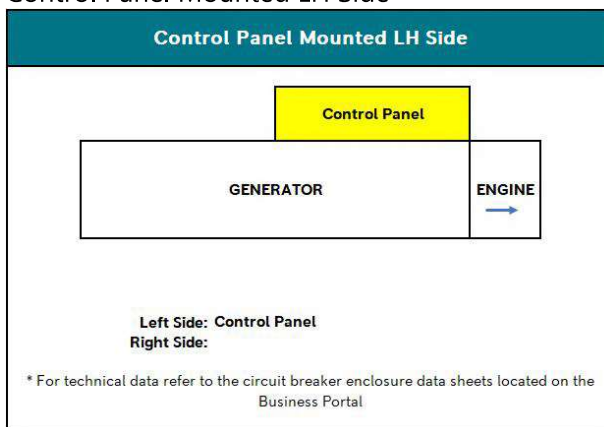 Control Panel Mounted LH Side
Control Panel Mounted LH Side
Control Panel
GENERATOR
ENGINE
Left Side: Control Panel
Right Side:
* For technical data refer to the circuit breaker enclosure data sheets located on the
Business Portal